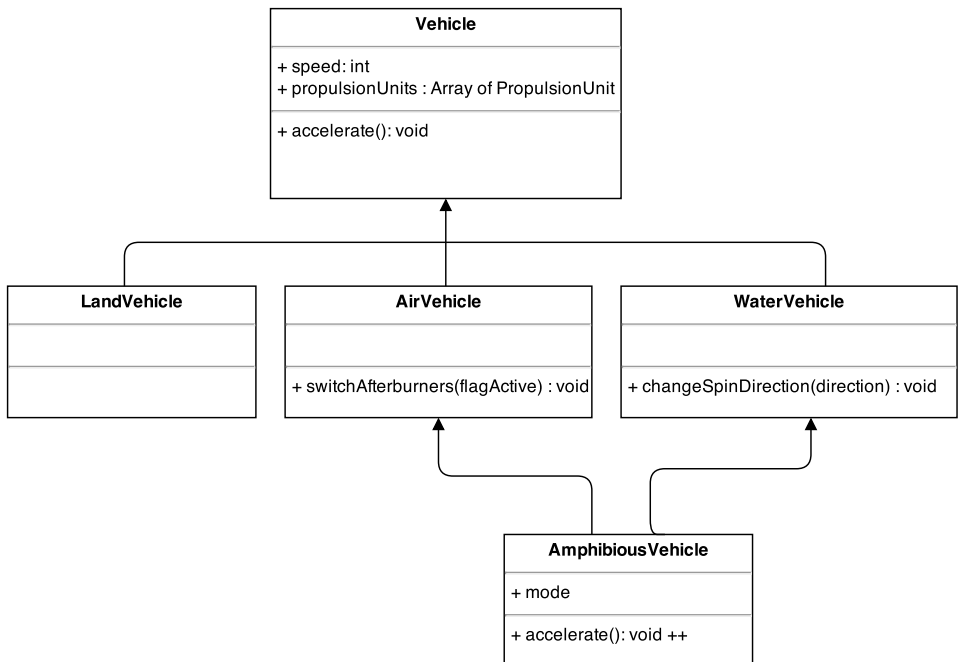 Vehicle
+ speed: int
+ propulsionUnits : Array of PropulsionUnit
+ accelerate(): void
LandVehicle
AirVehicle
+ switchAfterburners(flagActive) : void
WaterVehicle
+ changeSpinDirection(direction) : void
AmphibiousVehicle
+ mode
+ accelerate(): void ++